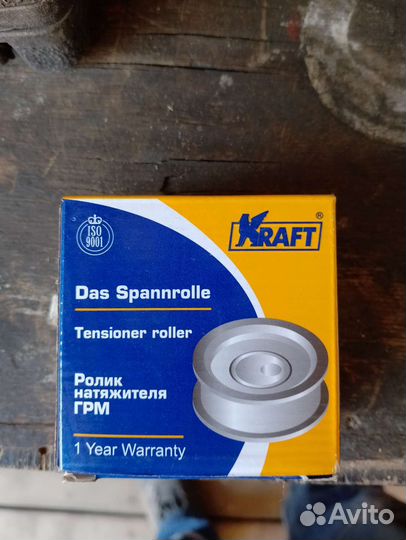 ISO
9001
KRAFT®
Das Spannrolle
Tensioner roller
Ролик
натяжителя
ГРМ
1 Year Warranty
Avito